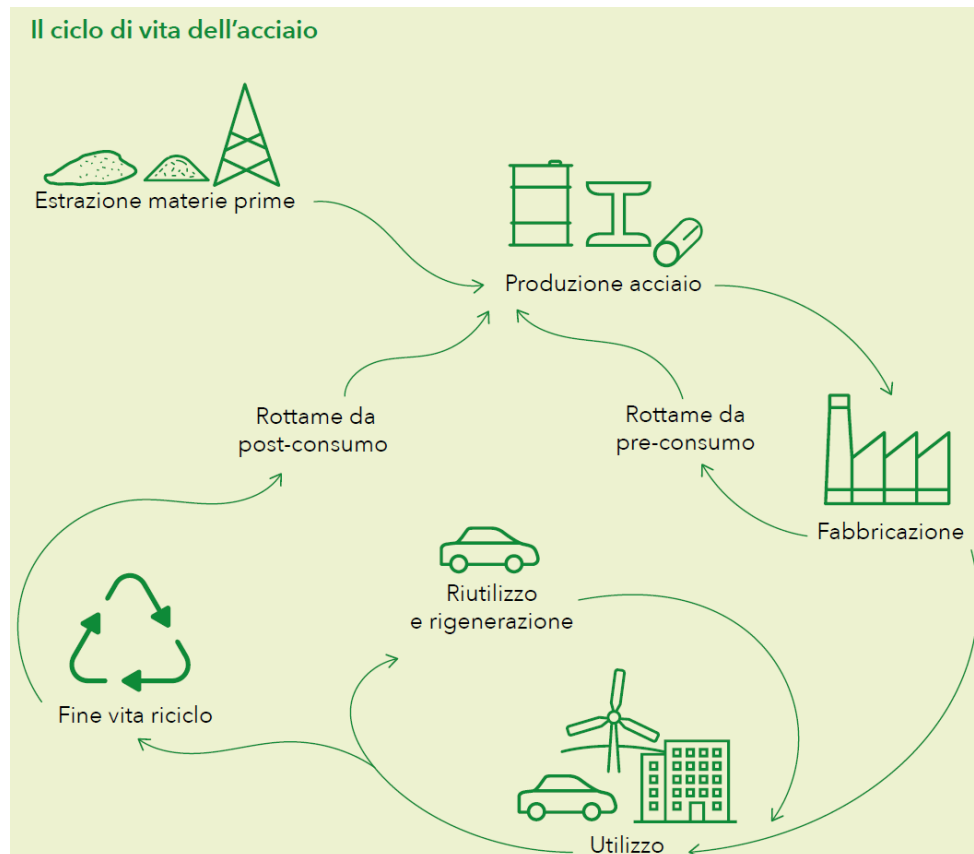 Il ciclo di vita dell'acciaio
Estrazione materie prime
Produzione acciaio
Rottame da
post-consumo
Rottame da
pre-consumo
Fabbricazione
Riutilizzo
e rigenerazione
Fine vita riciclo
Utilizzo